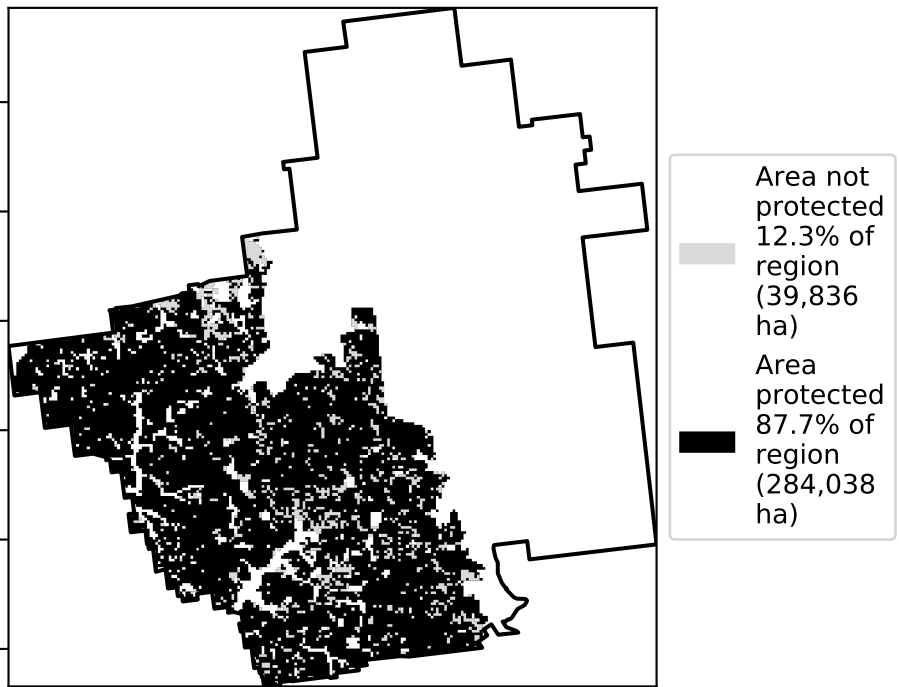 Area not
protected
12.3% of
region
(39,836
ha)
Area
protected
87.7% of
region
(284,038
ha)